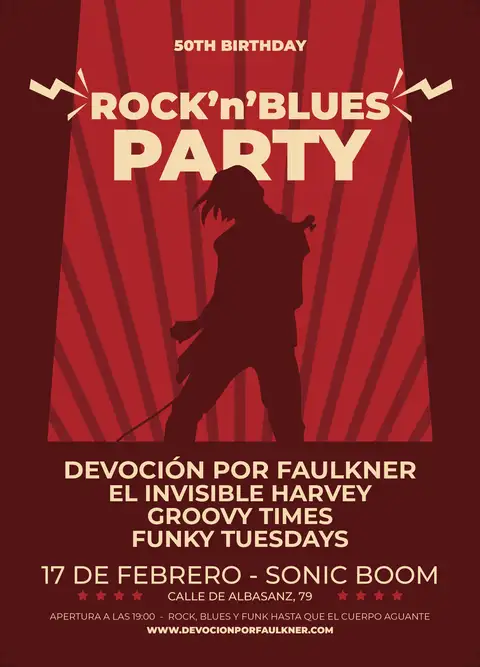 50TH BIRTHDAY
ROCK’n’BLUES
PARTY
DEVOCIÓN POR FAULKNER
EL INVISIBLE HARVEY
GROOVY TIMES
FUNKY TUESDAYS
17 DE FEBRERO - SONIC BOOM
CALLE DE ALBASANZ, 79
APERTURA A LAS 19:00 - ROCK, BLUES Y FUNK HASTA QUE EL CUERPO AGUANTE
WWW.DEVOCIONPORFAULKNER.COM